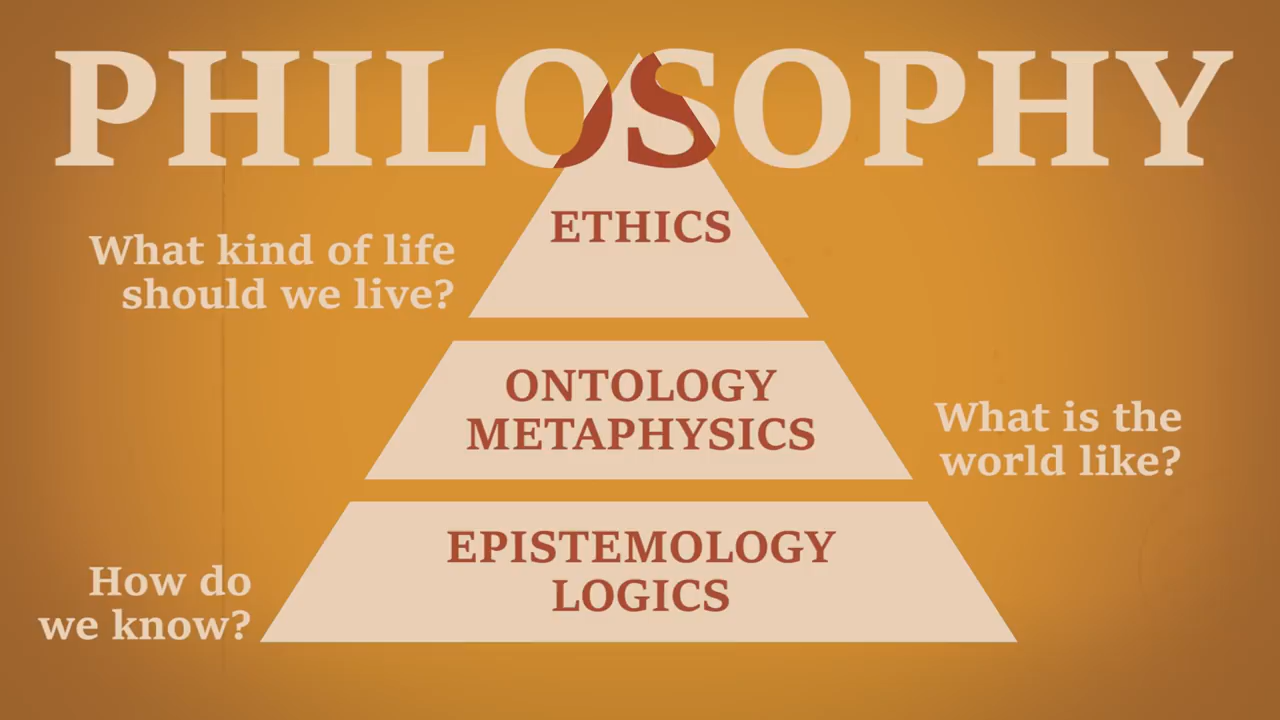 PHILOSOPHY
ETHICS
What kind of life
should we live?
ONTOLOGY
METAPHYSICS
What is the
world like?
EPISTEMOLOGY
LOGICS
How do
we know?